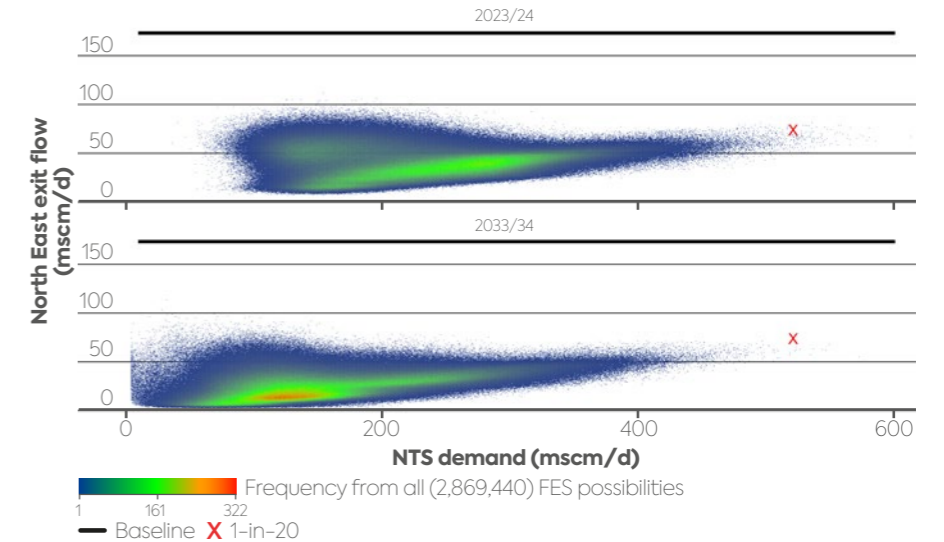 2023/24
150
100
50
0
North East exit flow
(mscm/d)
2033/34
150
100
50
0
0 200 400 600
NTS demand (mscm/d)
Frequency from all (2,869,440) FES possibilities
1 161 322
Baseline X 1-in-20